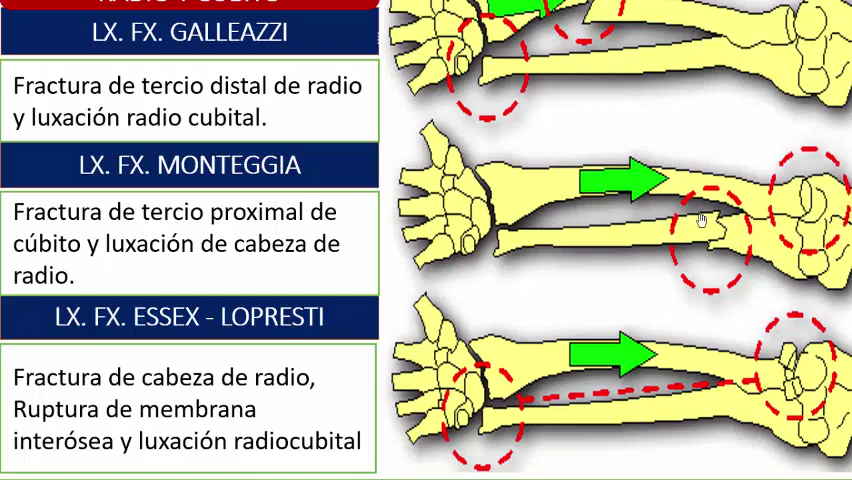 RADIO Y CUBITO
LX. FX. GALLEAZZI
Fractura de tercio distal de radio
y luxación radio cubital.
LX. FX. MONTEGGIA
Fractura de tercio proximal de
cúbito y luxación de cabeza de
radio.
LX. FX. ESSEX - LOPRESTI
Fractura de cabeza de radio,
Ruptura de membrana
interósea y luxación radiocubital